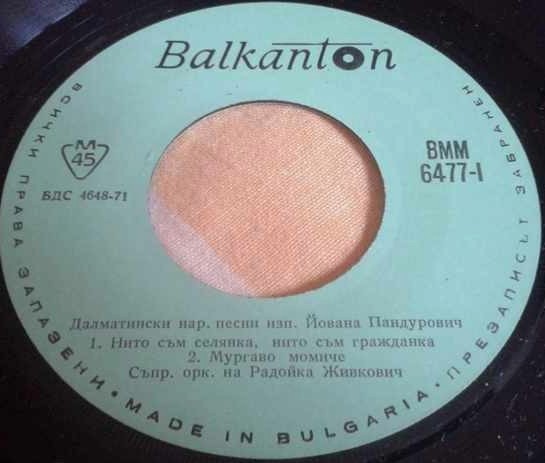 Balkanton
M
45
БДС 4648-71
ВММ
6477-I
Далматински нар. песни изп. Йована Пандурович
1. Нито съм селянка, нито съм гражданка
2. Мургаво момиче
Съпр. орк. на Радойка Живкович
ВСИЧКИ ПРАВА ЗАПАЗЕНИ • MADE IN BULGARIA • ПРЕЗАПИСЪТ ЗАБРАНЕН